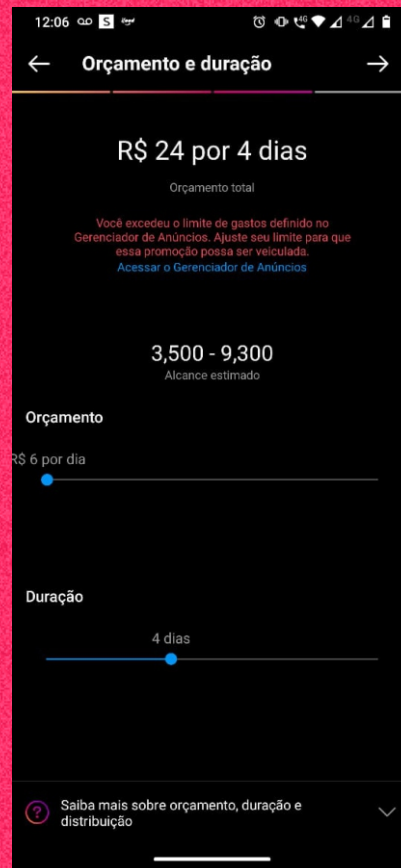 12:06 S
4G 4G
Orçamento e duração
R$ 24 por 4 dias
Orçamento total
Você excedeu o limite de gastos definido no
Gerenciador de Anúncios. Ajuste seu limite para que
essa promoção possa ser veiculada.
Acessar o Gerenciador de Anúncios
3,500 - 9,300
Alcance estimado
Orçamento
R$ 6 por dia
Duração
4 dias
?
Saiba mais sobre orçamento, duração e
distribuição